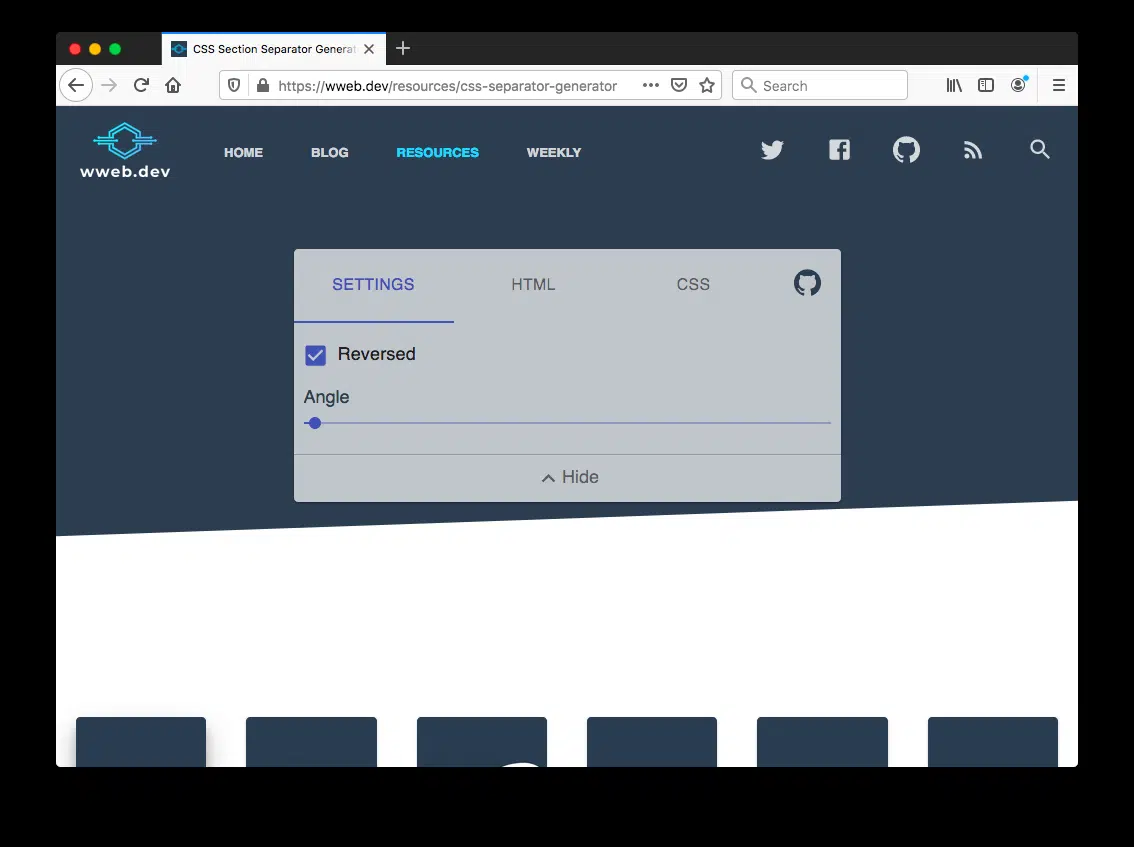 CSS Section Separator Genera
https://wweb.dev/resources/css-separator-generator
Search
wweb.dev
HOME
BLOG
RESOURCES
WEEKLY
SETTINGS
HTML
CSS
Reversed
Angle
Hide